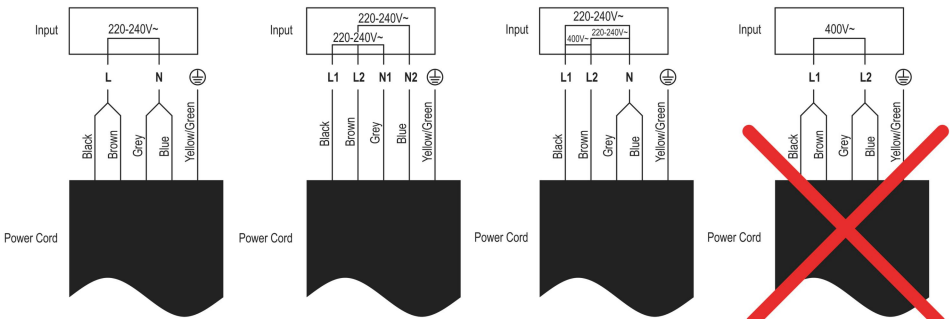 Input
220-240V~
L N
Black
Brown
Grey
Blue
Yellow/Green
Power Cord
Input
220-240V~
220-240V~
L1 L2 N1 N2
Black
Brown
Grey
Blue
Yellow/Green
Power Cord
Input
220-240V~
400V~ 220-240V~
L1 L2 N
Black
Brown
Grey
Blue
Yellow/Green
Power Cord
Input
400V~
L1 L2
Black
Brown
Grey
Blue
Yellow/Green
Power Cord